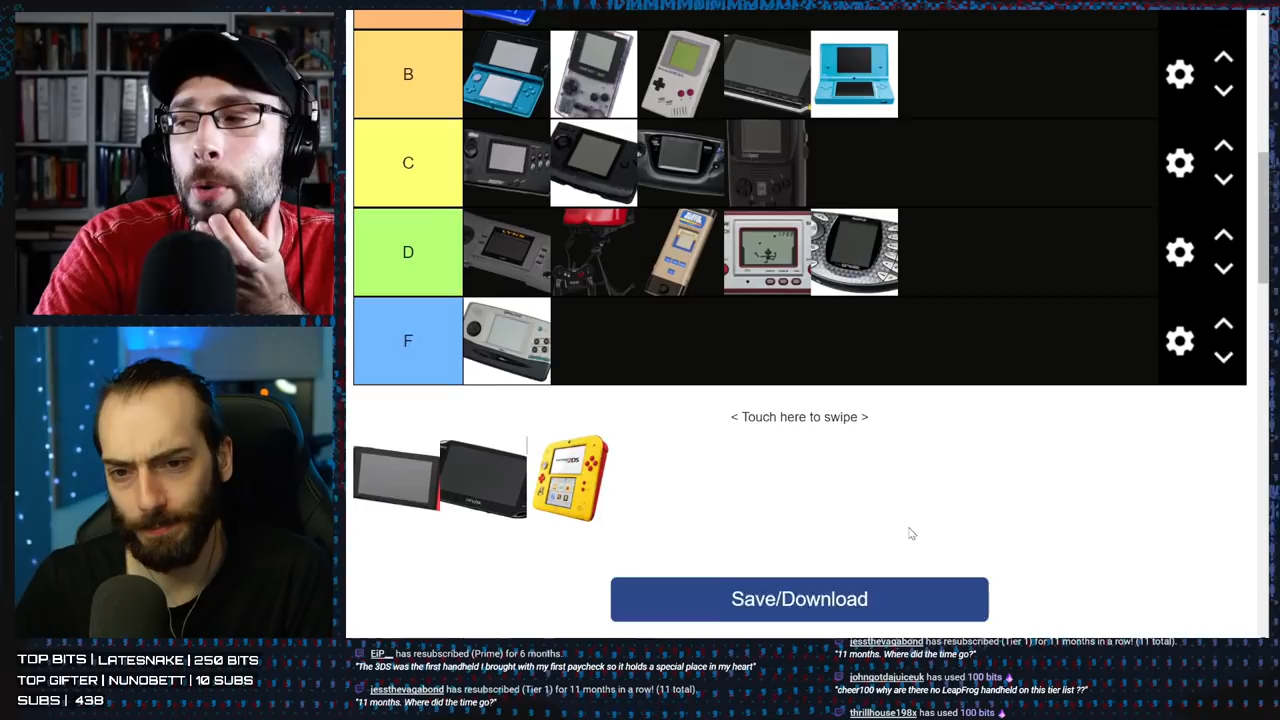 B
C
D
LYNX
F
< Touch here to swipe >
NINTENDO 2DS
Save/Download
TOP BITS | LATESNAKE | 250 BITS
TOP GIFTER | NUNOBETT | 10 SUBS
SUBS | 438
EiP__ has resubscribed (Prime) for 6 months.
"The 3DS was the first handheld I brought with my first paycheck so it holds a special place in my heart"
jessthevagabond has resubscribed (Tier 1) for 11 months in a row! (11 total).
"11 months. Where did the time go?"
jessthevagabond has resubscribed (Tier 1) for 11 months in a row! (11 total).
"11 months. Where did the time go?"
johngotdajuiceuk has used 100 bits
"cheer100 why are there no LeapFrog handheld on this tier list ??"
thrillhouse198x has used 100 bits